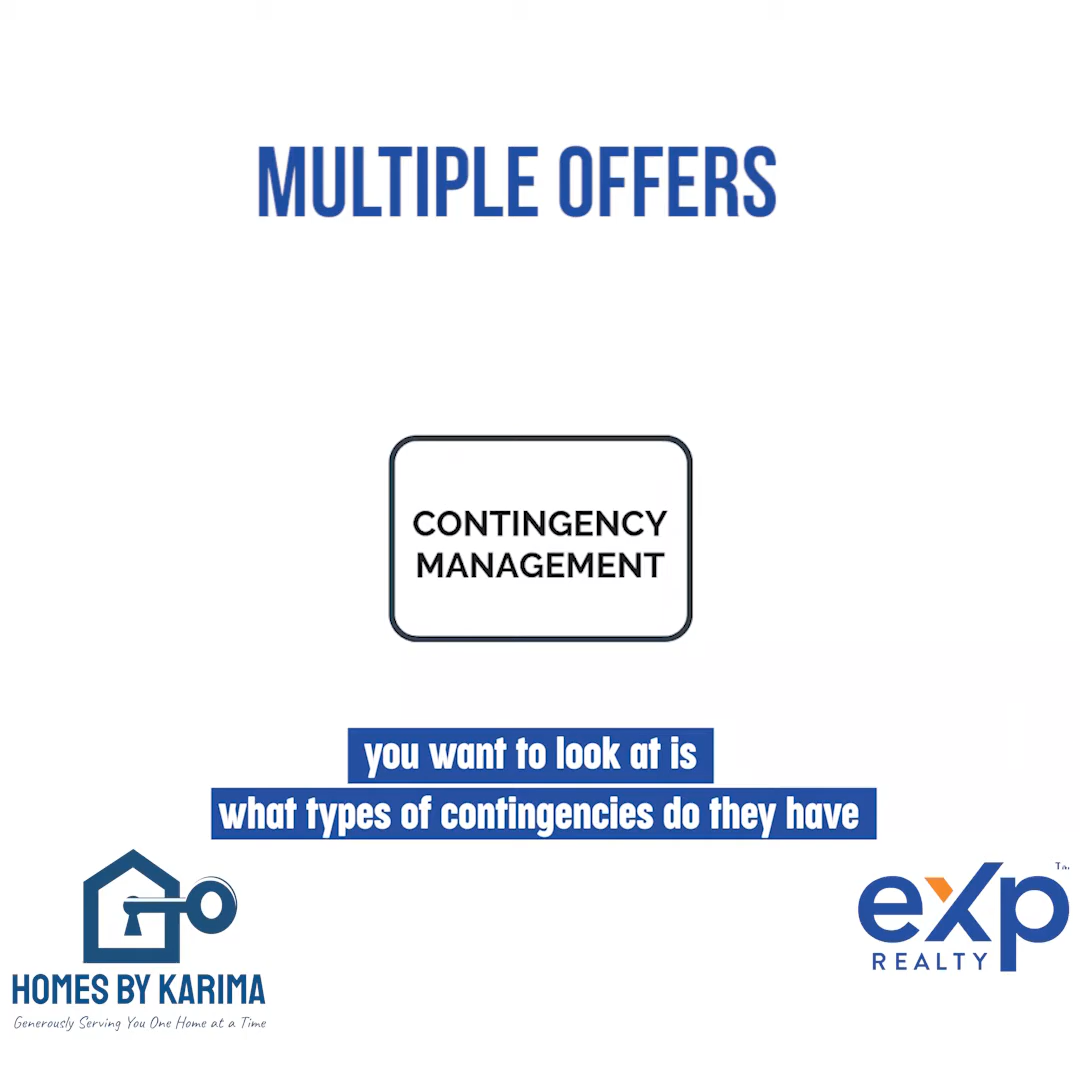 MULTIPLE OFFERS
CONTINGENCY
MANAGEMENT
you want to look at is
what types of contingencies do they have
HOMES BY KARIMA
Generously Serving You One Home at a Time
eXp
REALTY